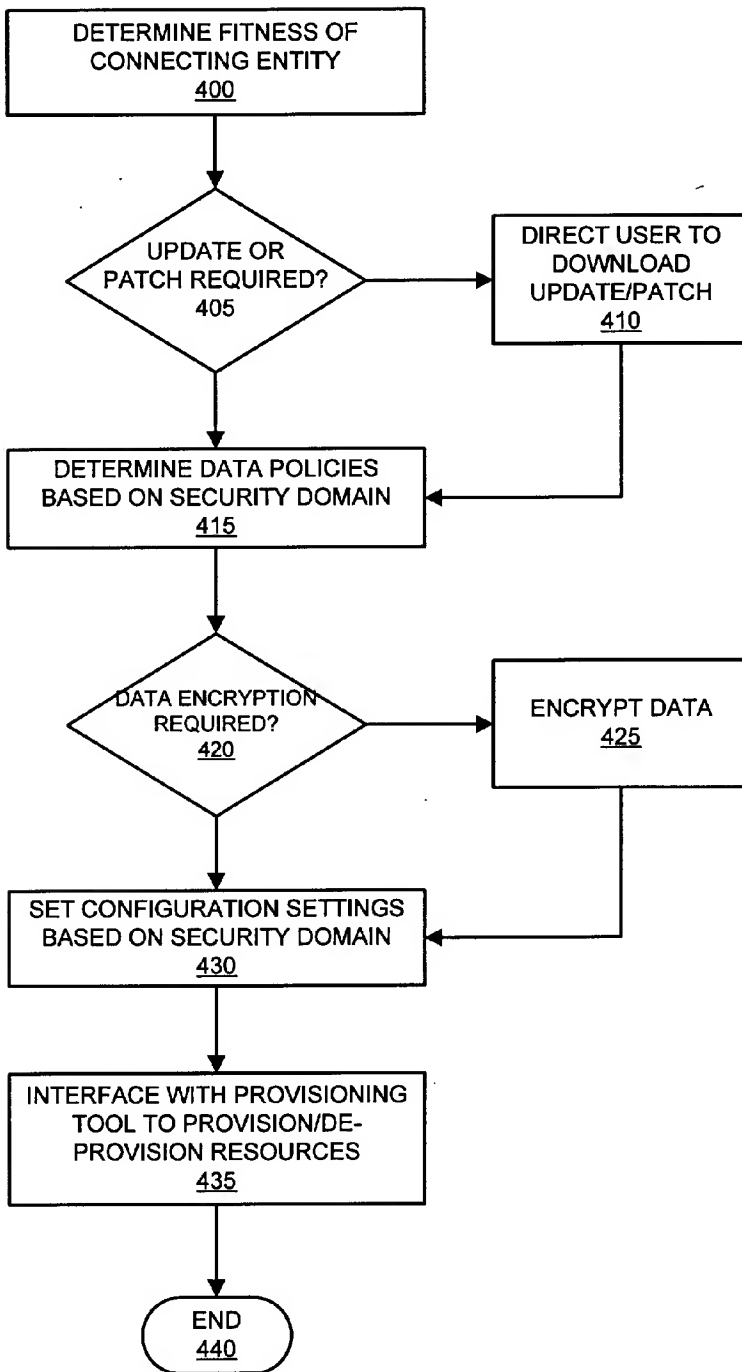 DETERMINE FITNESS OF
CONNECTING ENTITY
400
UPDATE OR
PATCH REQUIRED?
405
DIRECT USER TO
DOWNLOAD
UPDATE/PATCH
410
DETERMINE DATA POLICIES
BASED ON SECURITY DOMAIN
415
DATA ENCRYPTION
REQUIRED?
420
ENCRYPT DATA
425
SET CONFIGURATION SETTINGS
BASED ON SECURITY DOMAIN
430
INTERFACE WITH PROVISIONING
TOOL TO PROVISION/DE-
PROVISION RESOURCES
435
END
440